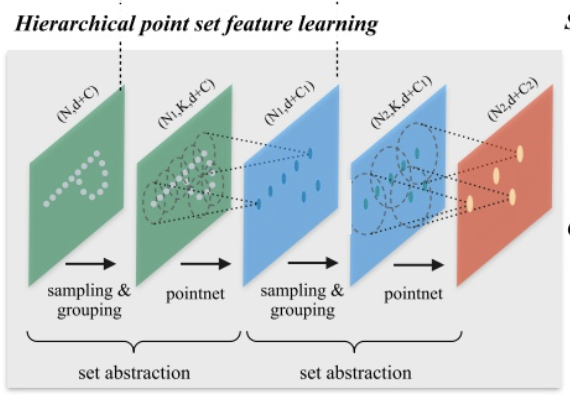 Hierarchical point set feature learning
(N,d+C)
(N1,K,d+C)
(N1,d+C1)
(N2,K,d+C1)
(N2,d+C2)
sampling &
grouping
pointnet
sampling &
grouping
pointnet
set abstraction
set abstraction